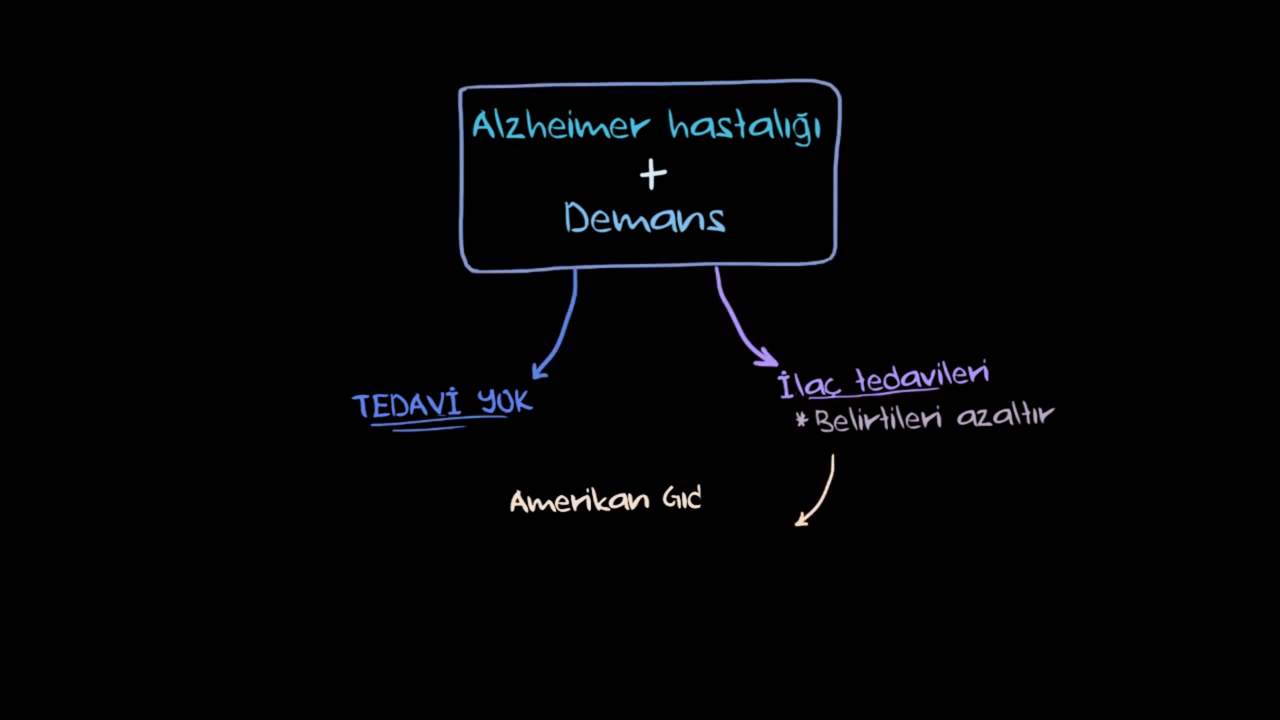 Alzheimer hastalığı
+
Demans
TEDAVİ YOK
İlaç tedavileri
* Belirtileri azaltır
Amerikan Gıd